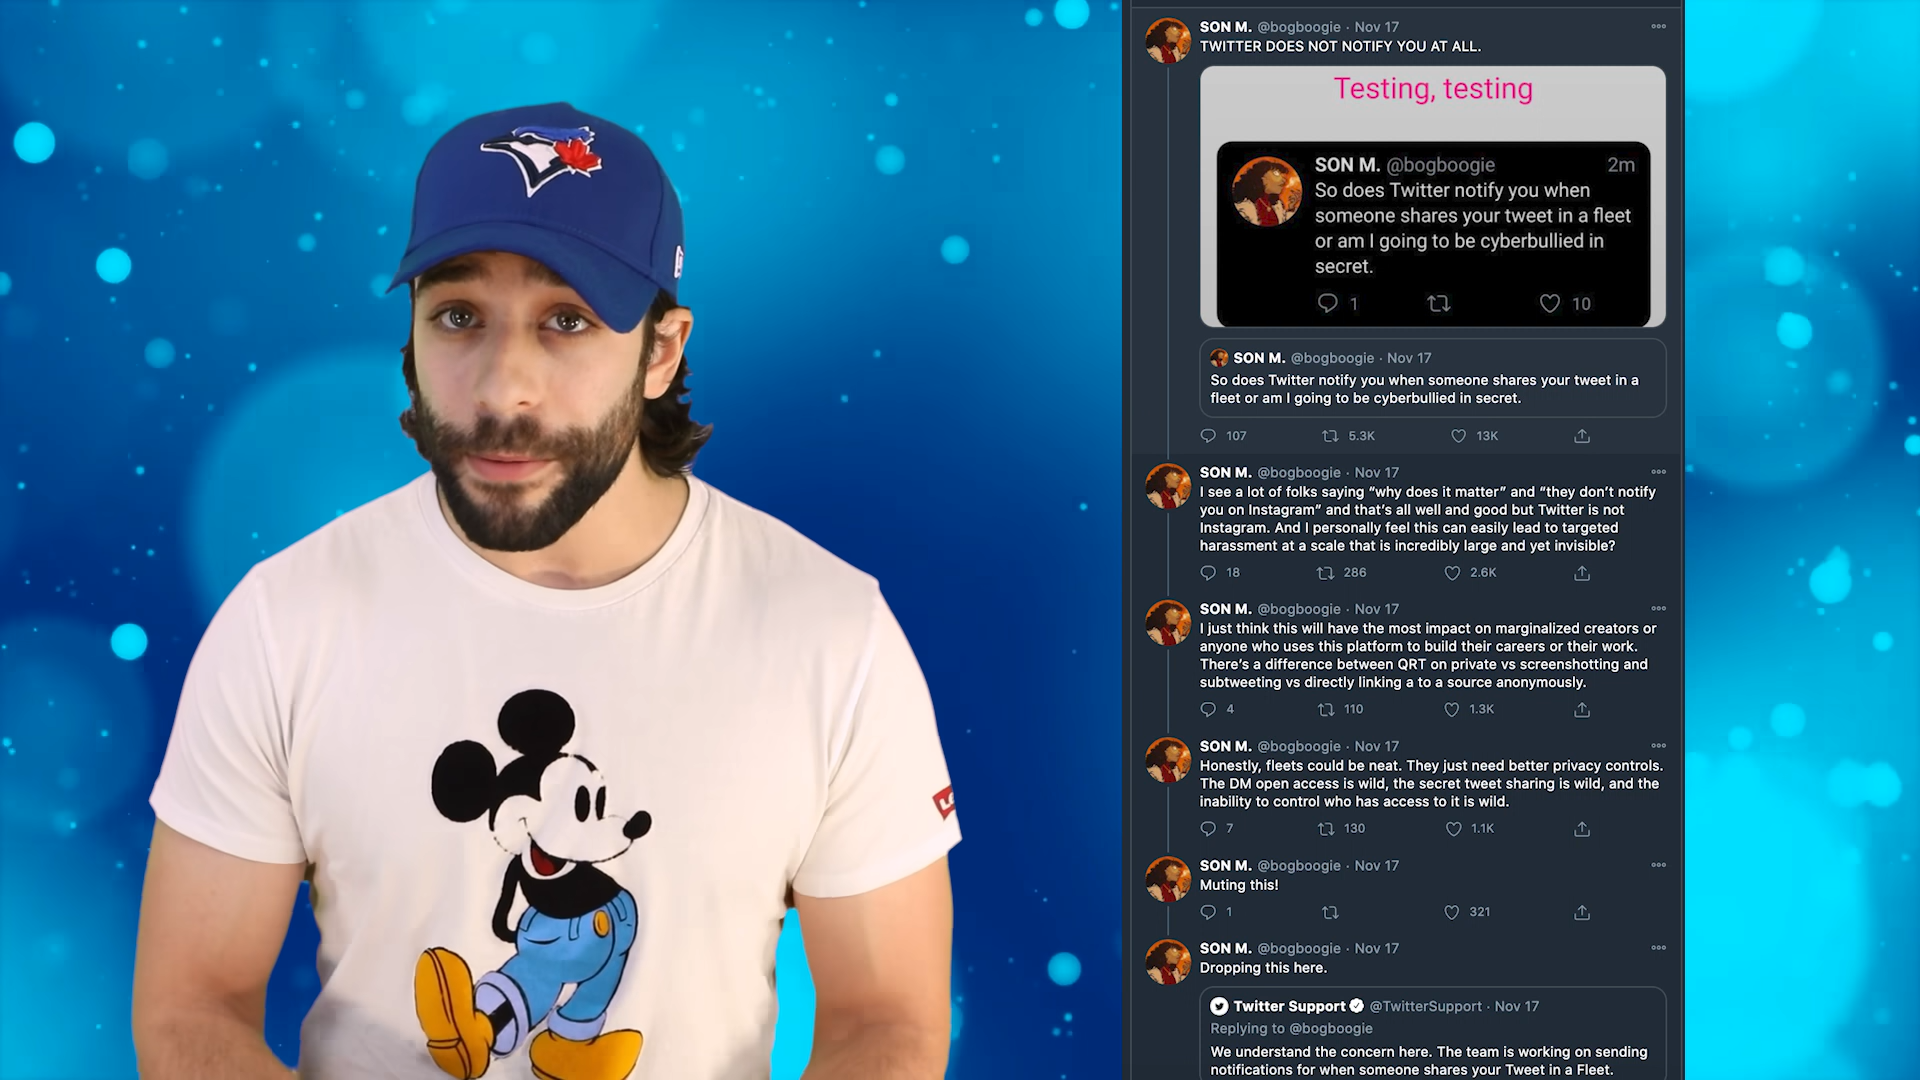 SON M. @bogboogie · Nov 17
TWITTER DOES NOT NOTIFY YOU AT ALL.
Testing, testing
SON M. @bogboogie 2m
So does Twitter notify you when
someone shares your tweet in a fleet
or am I going to be cyberbullied in
secret.
1 10
SON M. @bogboogie · Nov 17
So does Twitter notify you when someone shares your tweet in a
fleet or am I going to be cyberbullied in secret.
107 5.3K 13K
SON M. @bogboogie · Nov 17
I see a lot of folks saying “why does it matter” and “they don’t notify
you on Instagram” and that’s all well and good but Twitter is not
Instagram. And I personally feel this can easily lead to targeted
harassment at a scale that is incredibly large and yet invisible?
18 286 2.6K
SON M. @bogboogie · Nov 17
I just think this will have the most impact on marginalized creators or
anyone who uses this platform to build their careers or their work.
There’s a difference between QRT on private vs screenshotting and
subtweeting vs directly linking a to a source anonymously.
4 110 1.3K
SON M. @bogboogie · Nov 17
Honestly, fleets could be neat. They just need better privacy controls.
The DM open access is wild, the secret tweet sharing is wild, and the
inability to control who has access to it is wild.
7 130 1.1K
SON M. @bogboogie · Nov 17
Muting this!
1 321
SON M. @bogboogie · Nov 17
Dropping this here.
Twitter Support @TwitterSupport · Nov 17
Replying to @bogboogie
We understand the concern here. The team is working on sending
notifications for when someone shares your Tweet in a Fleet.